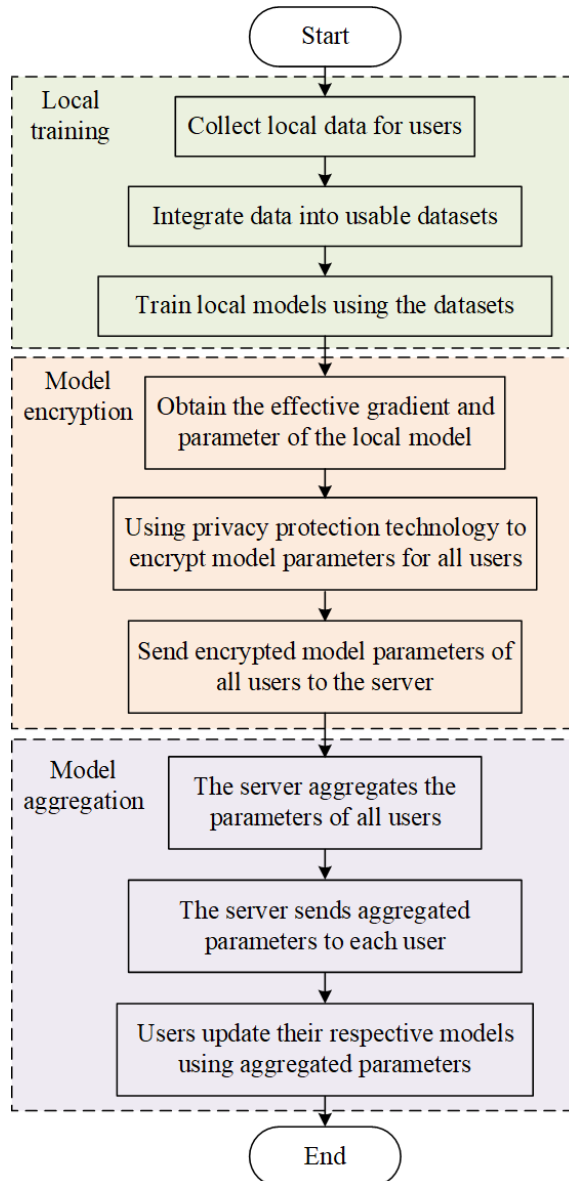 Start
Local
training
Collect local data for users
Integrate data into usable datasets
Train local models using the datasets
Model
encryption
Obtain the effective gradient and
parameter of the local model
Using privacy protection technology to
encrypt model parameters for all users
Send encrypted model parameters of
all users to the server
Model
aggregation
The server aggregates the
parameters of all users
The server sends aggregated
parameters to each user
Users update their respective models
using aggregated parameters
End